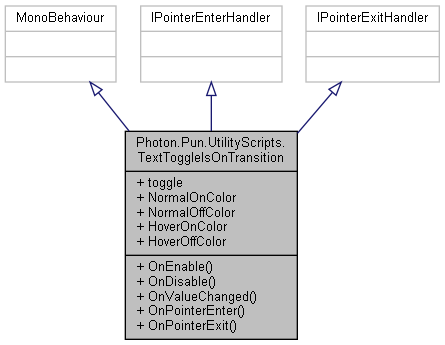 MonoBehaviour
IPointerEnterHandler
IPointerExitHandler
Photon.Pun.UtilityScripts.
TextToggleIsOnTransition
+ toggle
+ NormalOnColor
+ NormalOffColor
+ HoverOnColor
+ HoverOffColor
+ OnEnable()
+ OnDisable()
+ OnValueChanged()
+ OnPointerEnter()
+ OnPointerExit()